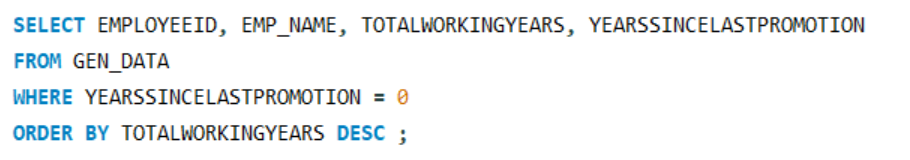 SELECT EMPLOYEEID, EMP_NAME, TOTALWORKINGYEARS, YEARSSINCELASTPROMOTION
FROM GEN_DATA
WHERE YEARSSINCELASTPROMOTION = 0
ORDER BY TOTALWORKINGYEARS DESC ;